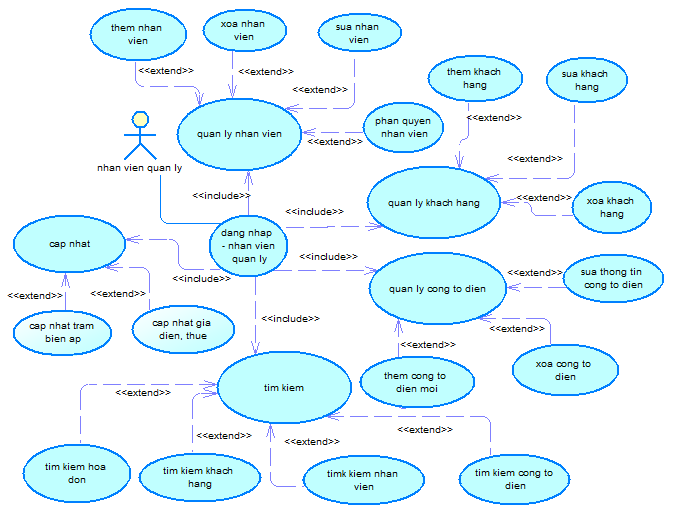 them nhan
vien
xoa nhan
vien
sua nhan
vien
<<extend>>
<<extend>>
<<extend>>
them khach
hang
sua khach
hang
quan ly nhan vien
phan quyen
nhan vien
<<extend>>
<<extend>>
<<extend>>
nhan vien quan ly
<<include>>
quan ly khach hang
<<extend>>
xoa khach
hang
<<include>>
dang nhap
- nhan vien
quan ly
cap nhat
<<include>>
<<include>>
quan ly cong to dien
<<extend>>
sua thong tin
cong to dien
<<extend>>
<<extend>>
cap nhat tram
bien ap
cap nhat gia
dien, thue
<<include>>
<<extend>>
<<extend>>
xoa cong to
dien
them cong to
dien moi
tim kiem
<<extend>>
<<extend>>
<<extend>>
<<extend>>
tim kiem hoa
don
tim kiem khach
hang
timk kiem nhan
vien
tim kiem cong to
dien